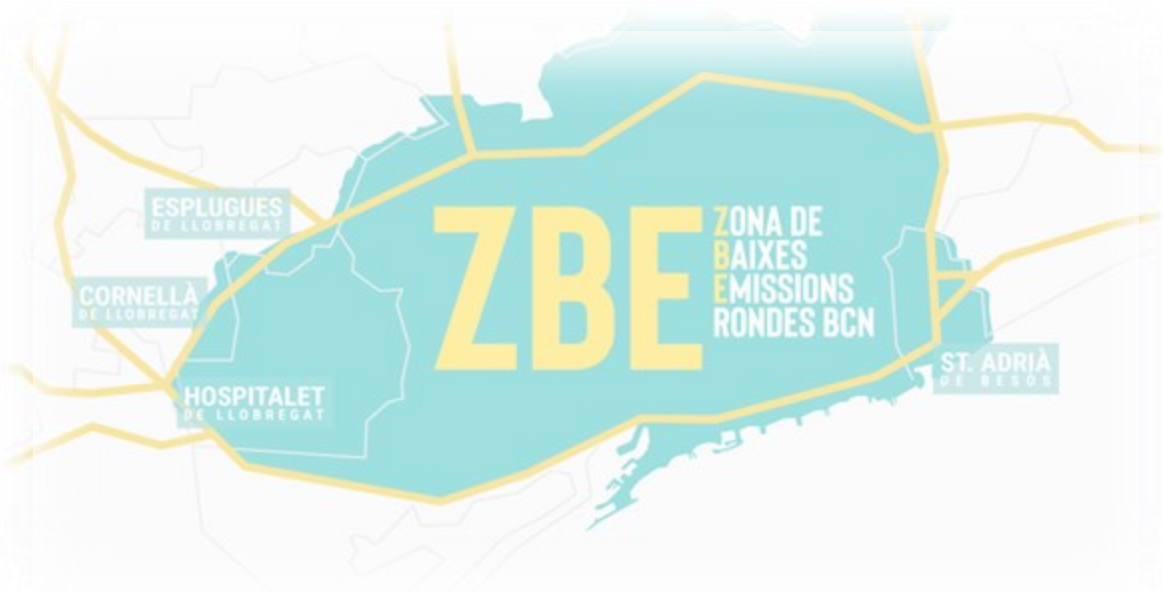 ESPLUGUES
DE LLOBREGAT
CORNELLÀ
DE LLOBREGAT
HOSPITALET
DE LLOBREGAT
ZBE
ZONA DE
BAIXES
EMISSIONS
RONDES BCN
ST. ADRIÀ
DE BESÒS